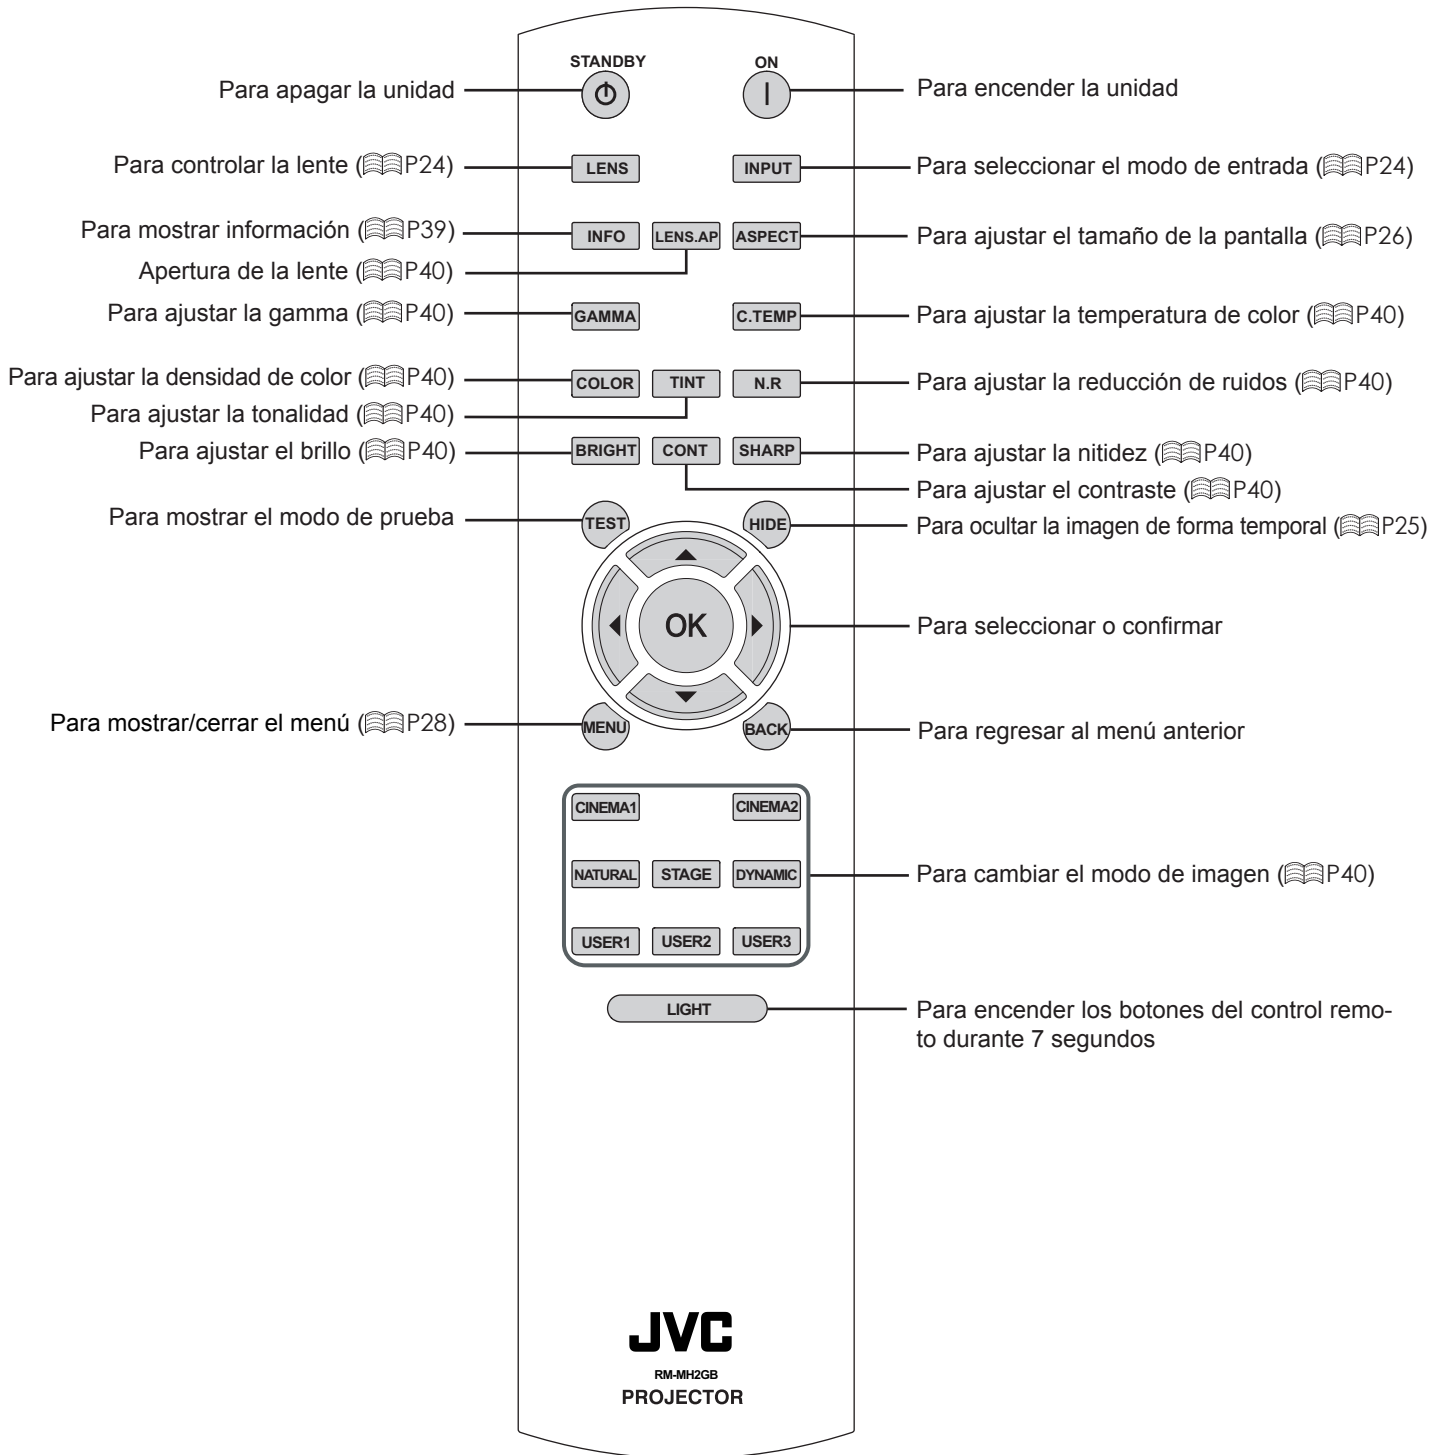 STANDBY
ON
Para apagar la unidad
Para encender la unidad
Para controlar la lente (P24)
LENS
INPUT
Para seleccionar el modo de entrada (P24)
Para mostrar información (P39)
INFO
LENS.AP
ASPECT
Para ajustar el tamaño de la pantalla (P26)
Apertura de la lente (P40)
Para ajustar la gamma (P40)
GAMMA
C.TEMP
Para ajustar la temperatura de color (P40)
Para ajustar la densidad de color (P40)
COLOR
TINT
N.R
Para ajustar la reducción de ruidos (P40)
Para ajustar la tonalidad (P40)
Para ajustar el brillo (P40)
BRIGHT
CONT
SHARP
Para ajustar la nitidez (P40)
Para ajustar el contraste (P40)
Para mostrar el modo de prueba
TEST
HIDE
Para ocultar la imagen de forma temporal (P25)
OK
Para seleccionar o confirmar
Para mostrar/cerrar el menú (P28)
MENU
BACK
Para regresar al menú anterior
CINEMA1
CINEMA2
NATURAL
STAGE
DYNAMIC
Para cambiar el modo de imagen (P40)
USER1
USER2
USER3
LIGHT
Para encender los botones del control remo-
to durante 7 segundos
JVC
RM-MH2GB
PROJECTOR